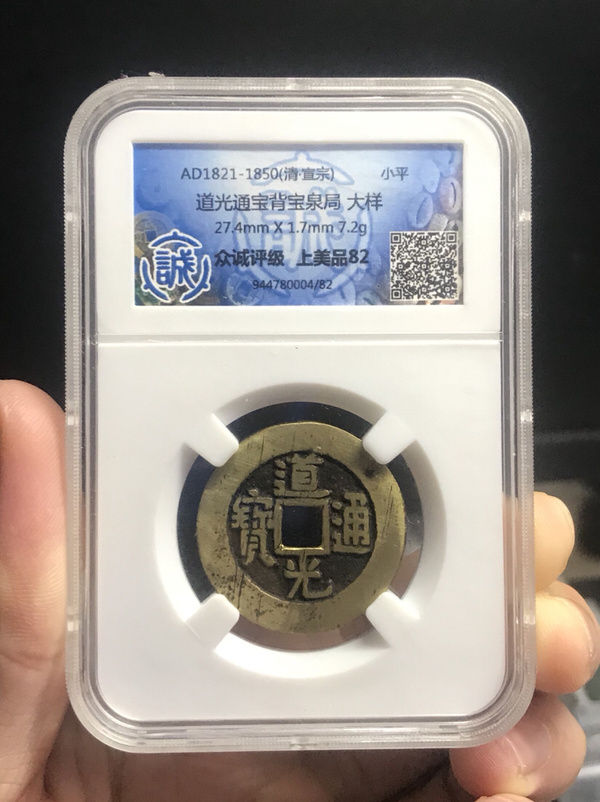 AD1821-1850(清·宣宗) 小平
道光通宝背宝泉局 大样
27.4mm X 1.7mm 7.2g
誠
众诚评级 上美品82
944780004/82
誠
道
寶 通
光